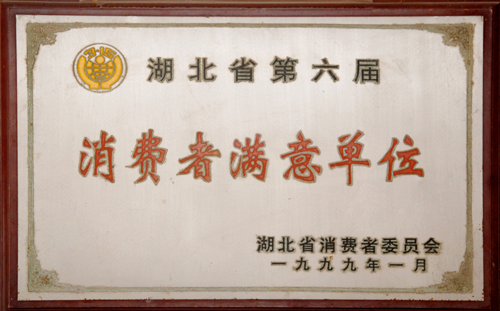 湖北省第六届
消费者满意单位
湖北省消费者委员会
一九九九年一月